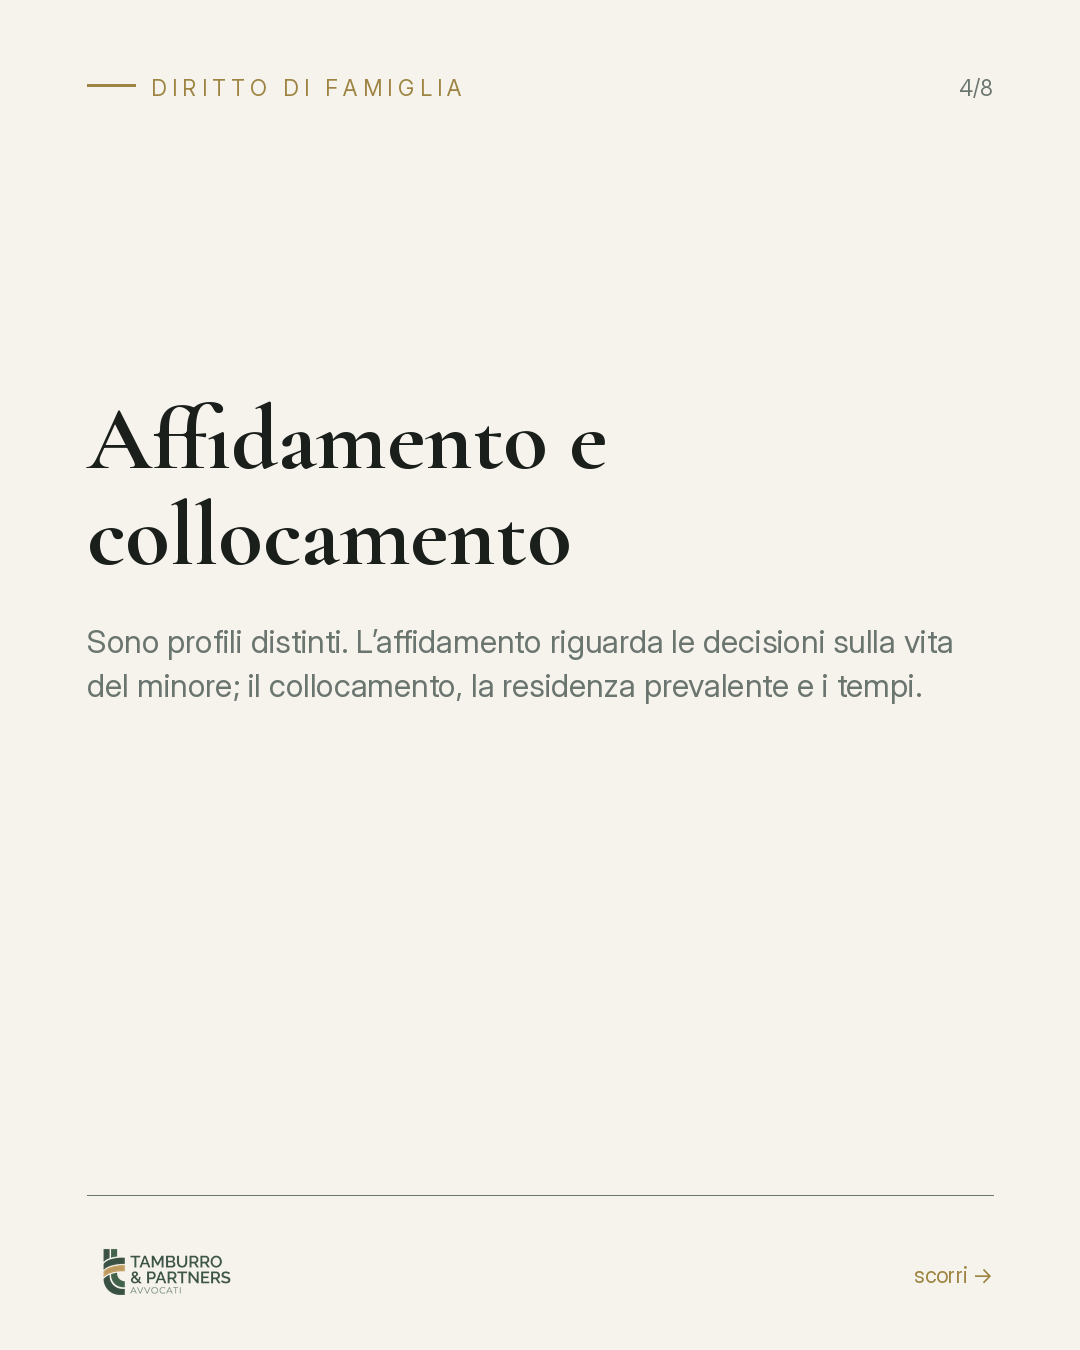 DIRITTO DI FAMIGLIA
4/8
Affidamento e
collocamento
Sono profili distinti. L’affidamento riguarda le decisioni sulla vita
del minore; il collocamento, la residenza prevalente e i tempi.
TAMBURRO
& PARTNERS
AVVOCATI
scorri →